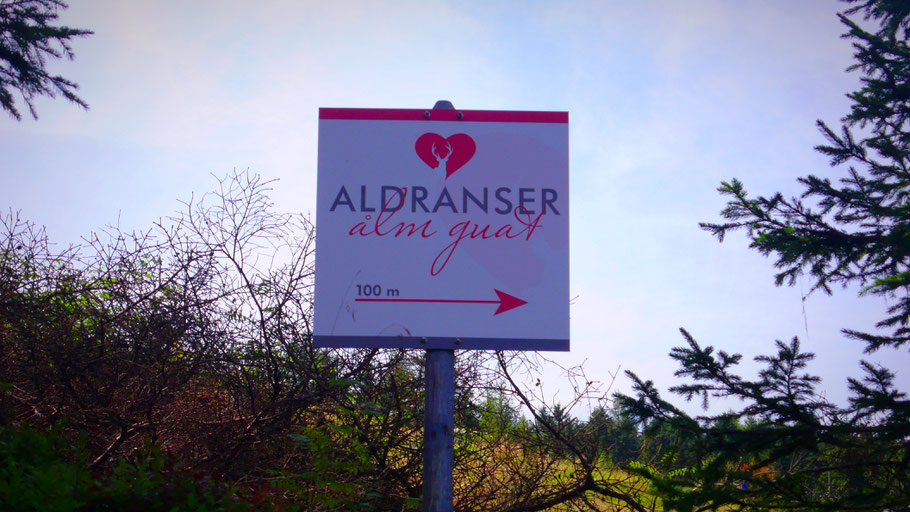 ALDRANSER
ålm guat
100 m